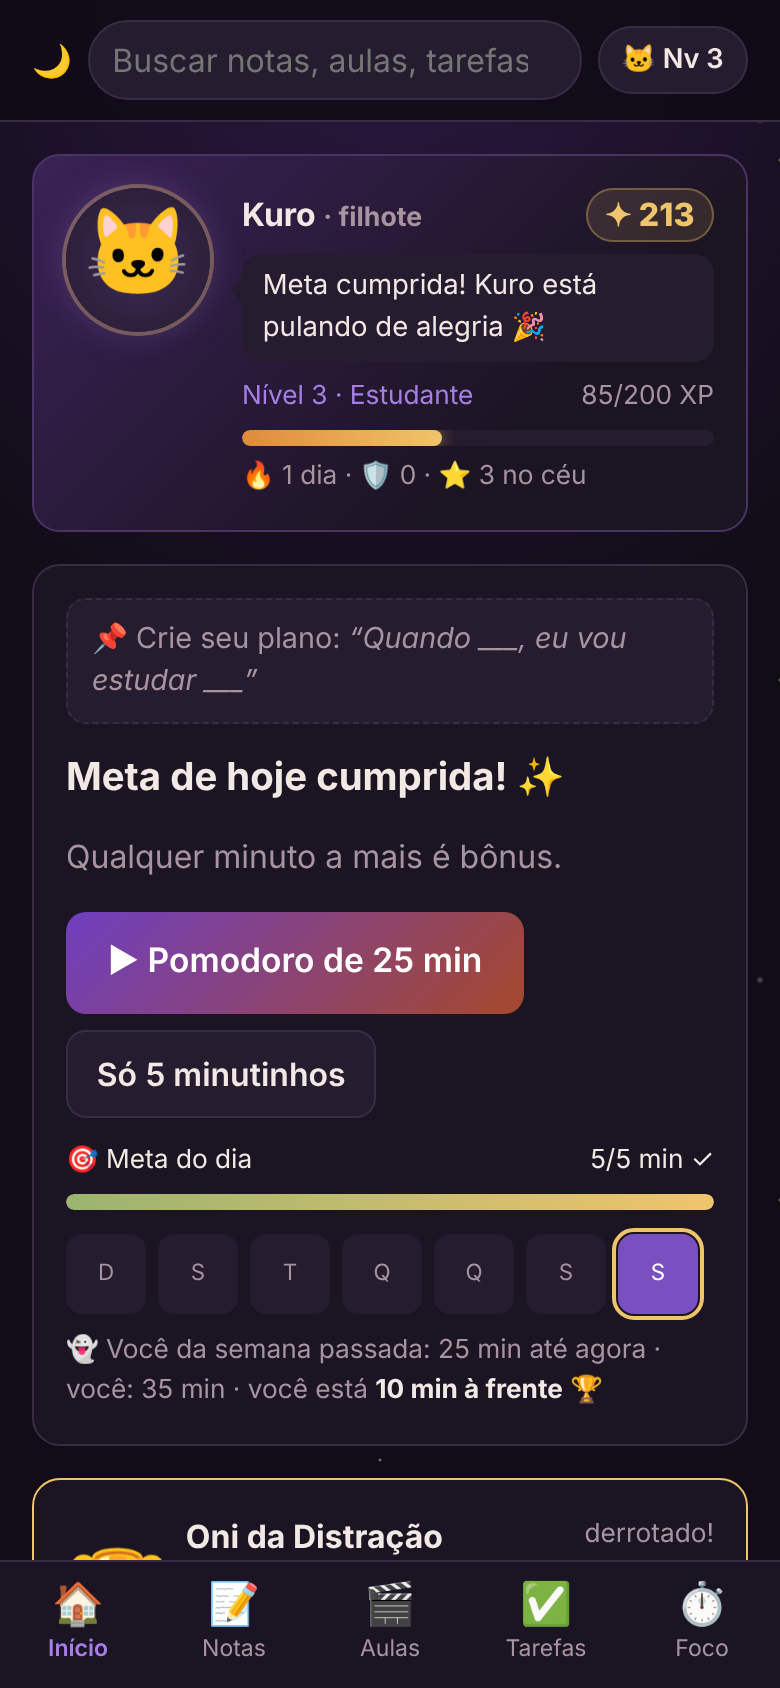 🌙 Buscar notas, aulas, tarefas 🐱 Nv 3
Kuro · filhote ✦ 213
Meta cumprida! Kuro está
pulando de alegria 🎉
Nível 3 · Estudante 85/200 XP
🔥 1 dia · 🛡️ 0 · ⭐ 3 no céu
📌 Crie seu plano: “Quando ___, eu vou
estudar ___”
Meta de hoje cumprida! ✨
Qualquer minuto a mais é bônus.
▶ Pomodoro de 25 min
Só 5 minutinhos
🎯 Meta do dia 5/5 min ✓
D S T Q Q S S
👻 Você da semana passada: 25 min até agora ·
você: 35 min · você está 10 min à frente 🏆
Oni da Distração derrotado!
Início Notas Aulas Tarefas Foco